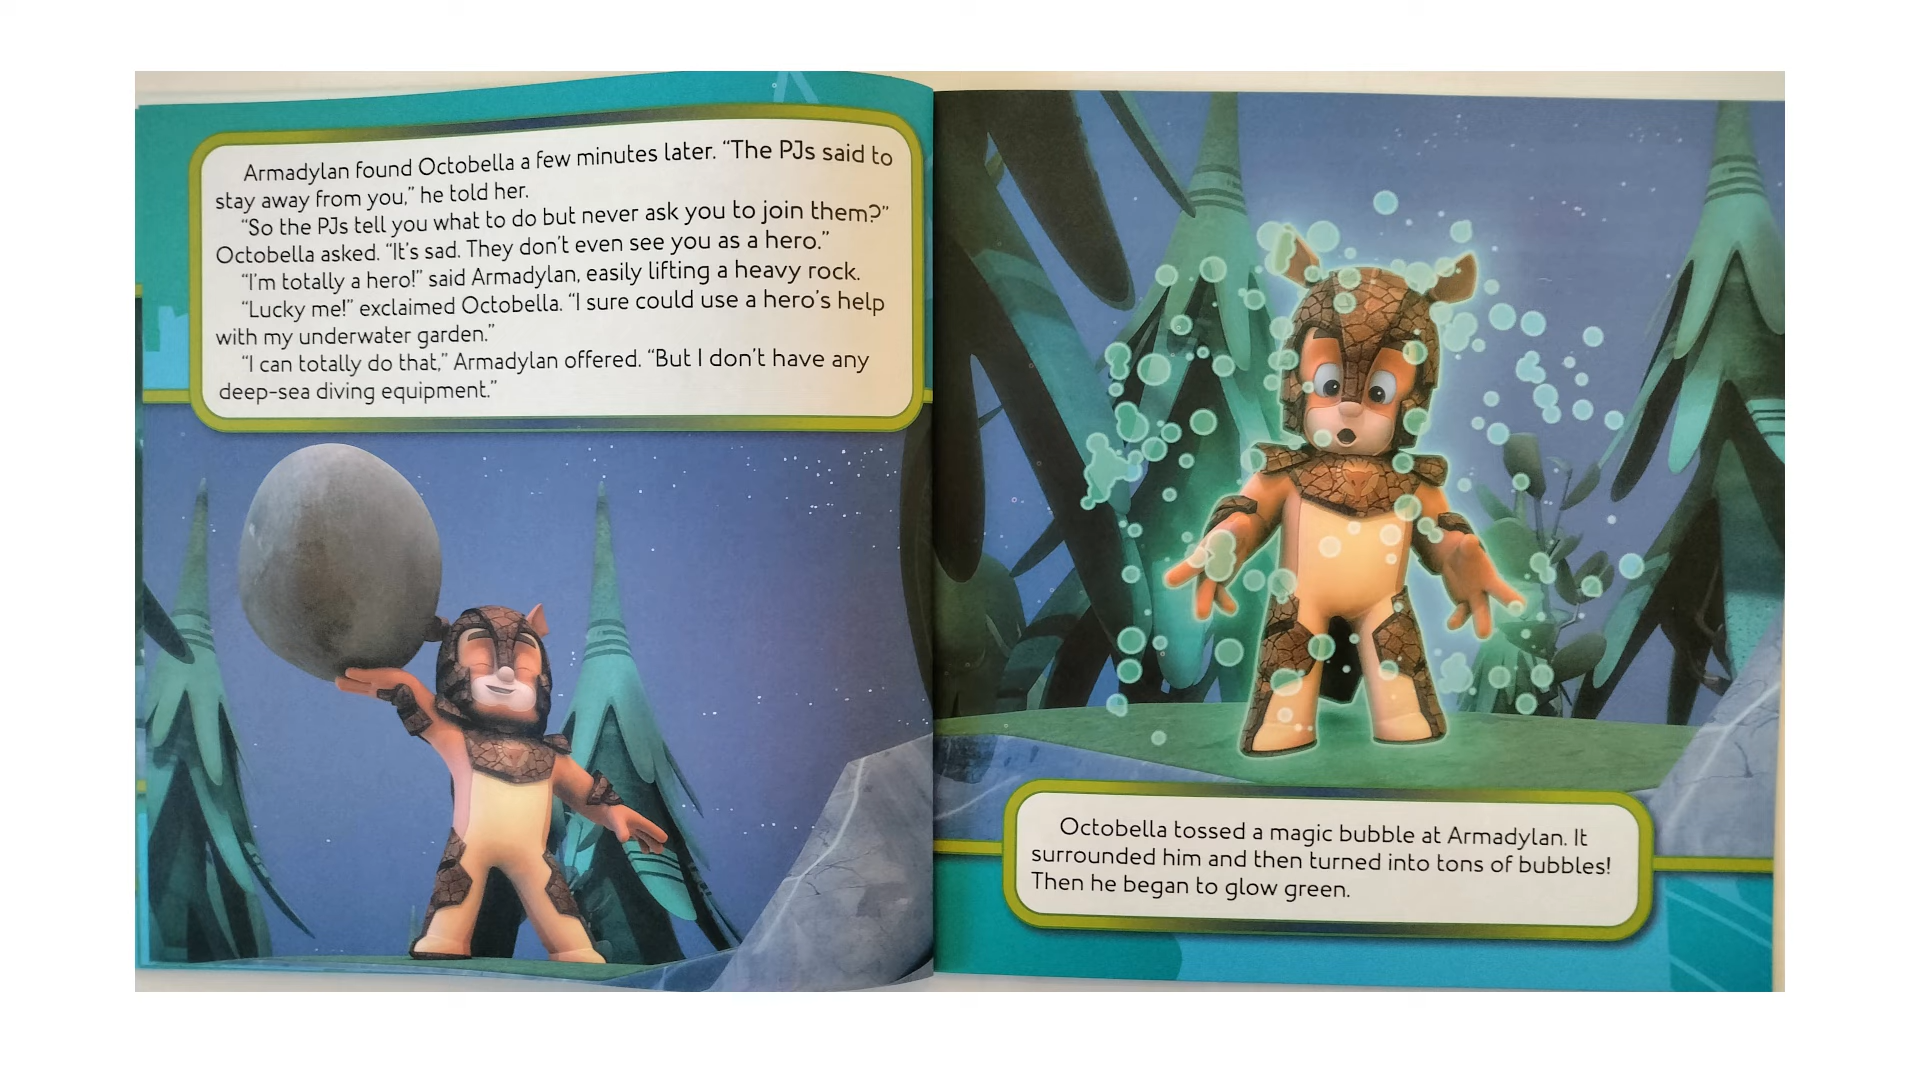 Armadylan found Octobella a few minutes later. “The PJs said to
stay away from you,” he told her.
“So the PJs tell you what to do but never ask you to join them?”
Octobella asked. “It’s sad. They don’t even see you as a hero.”
“I’m totally a hero!” said Armadylan, easily lifting a heavy rock.
“Lucky me!” exclaimed Octobella. “I sure could use a hero’s help
with my underwater garden.”
“I can totally do that,” Armadylan offered. “But I don’t have any
deep-sea diving equipment.”
Octobella tossed a magic bubble at Armadylan. It
surrounded him and then turned into tons of bubbles!
Then he began to glow green.